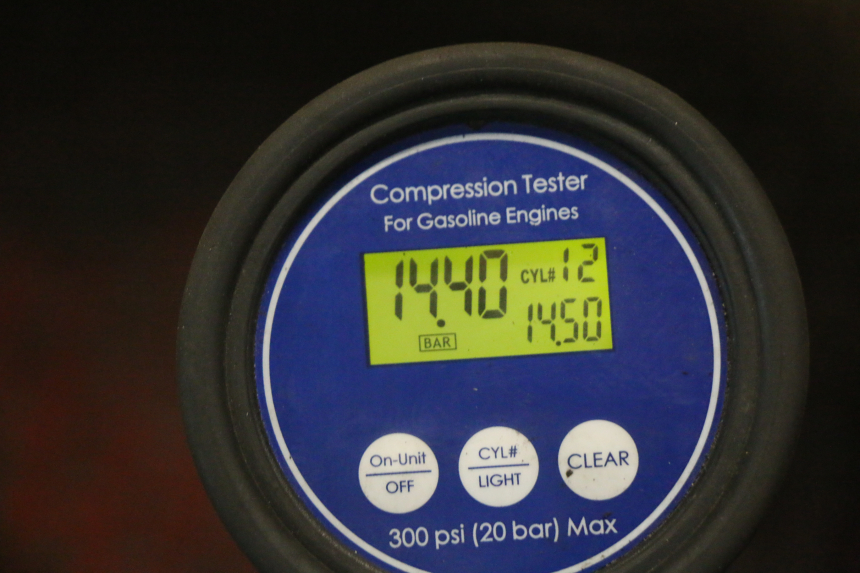 Compression Tester
For Gasoline Engines
14.40 CYL# 12
BAR 14.50
On-Unit CYL# CLEAR
OFF LIGHT
300 psi (20 bar) Max